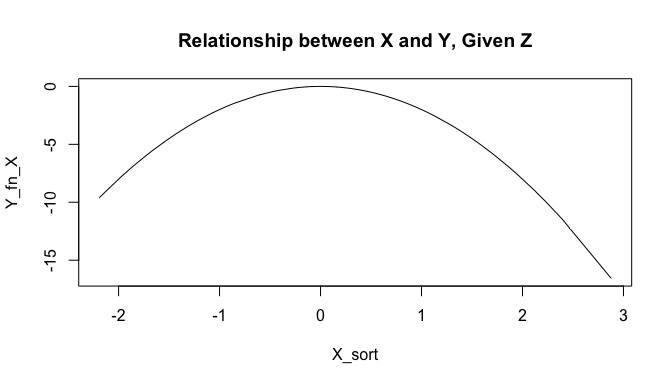 Relationship between X and Y, Given Z
Y_fn_X
0
-5
-10
-15
-2 -1 0 1 2 3
X_sort